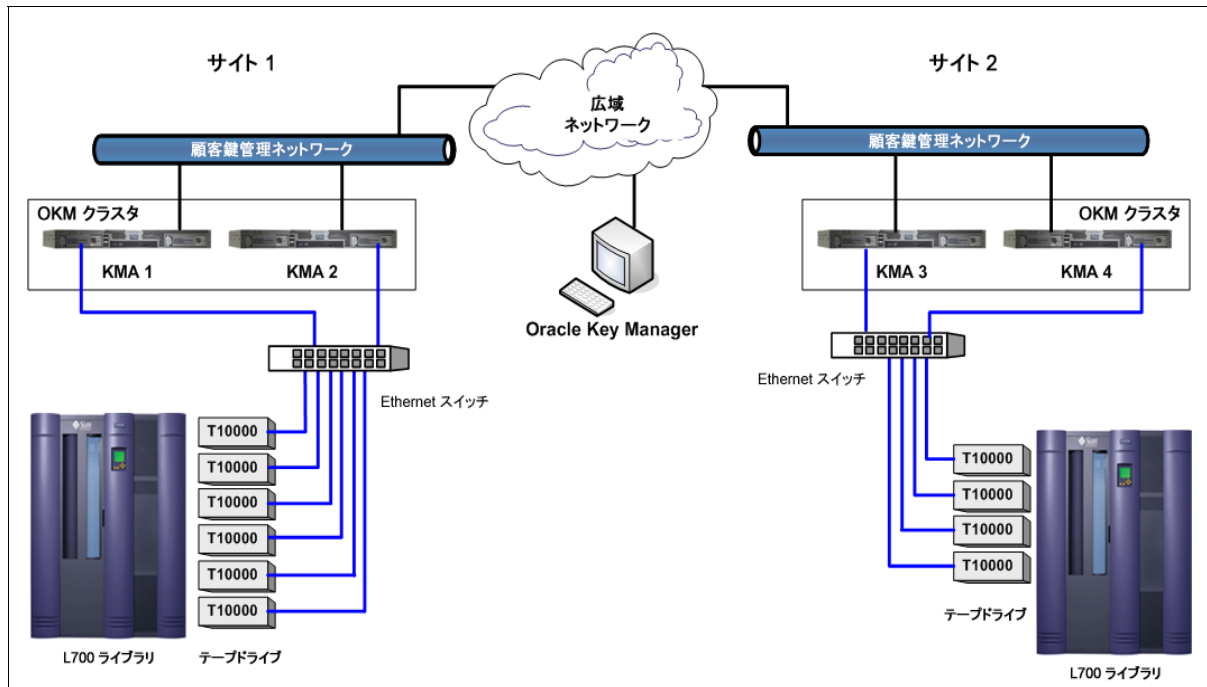 サイト 1
サイト 2
広域
ネットワーク
顧客鍵管理ネットワーク
顧客鍵管理ネットワーク
OKM クラスタ
OKM クラスタ
KMA 1
KMA 2
KMA 3
KMA 4
Oracle Key Manager
Ethernet スイッチ
Ethernet スイッチ
Sun
T10000
T10000
T10000
T10000
T10000
T10000
L700 ライブラリ
テープドライブ
Sun
T10000
T10000
T10000
T10000
テープドライブ
L700 ライブラリ